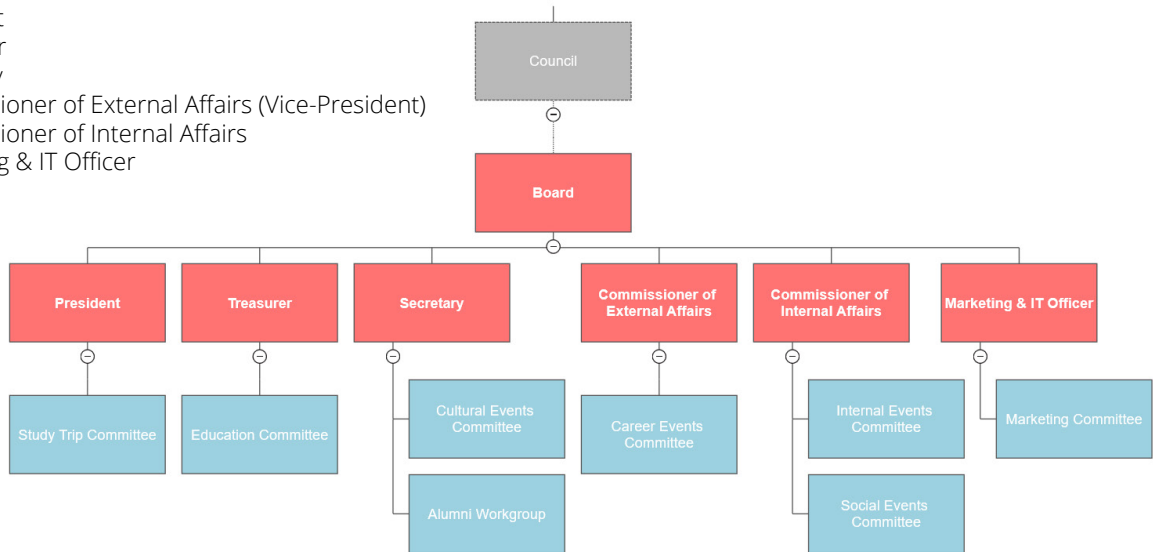 t
r
y
ioner of External Affairs (Vice-President)
ioner of Internal Affairs
g & IT Officer
Council
Board
President
Treasurer
Secretary
Commissioner of
External Affairs
Commissioner of
Internal Affairs
Marketing & IT Officer
Study Trip Committee
Education Committee
Cultural Events
Committee
Alumni Workgroup
Career Events
Committee
Internal Events
Committee
Social Events
Committee
Marketing Committee